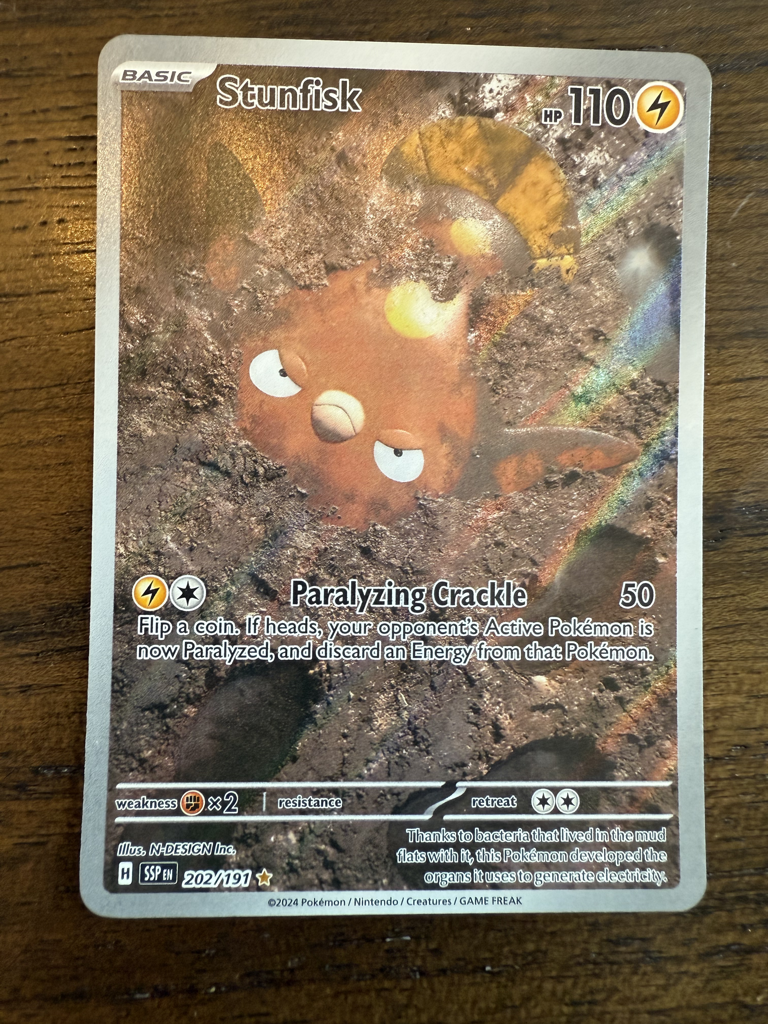 BASIC
Stunfisk
HP 110
Paralyzing Crackle 50
Flip a coin. If heads, your opponent's Active Pokémon is
now Paralyzed, and discard an Energy from that Pokémon.
weakness ×2 resistance retreat
Illus. N-DESIGN Inc.
Thanks to bacteria that lived in the mud
flats with it, this Pokémon developed the
organs it uses to generate electricity.
H SSP EN 202/191
©2024 Pokémon / Nintendo / Creatures / GAME FREAK